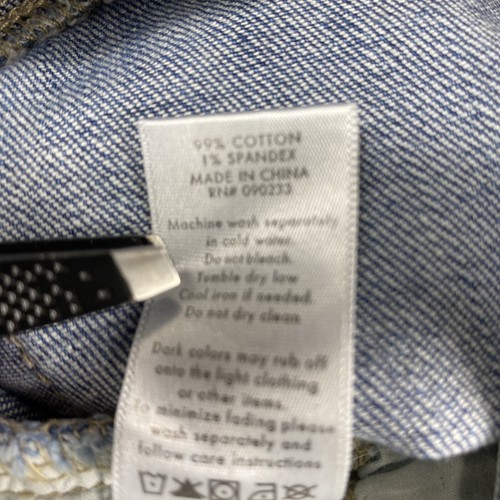 99% COTTON
1% SPANDEX
MADE IN CHINA
RN# 090233
Machine wash separately
in cold water.
Do not bleach.
Tumble dry low
Cool iron if needed.
Do not dry clean.
Dark colors may rub off
onto the light clothing
or other items.
To minimize fading please
wash separately and
follow care instructions